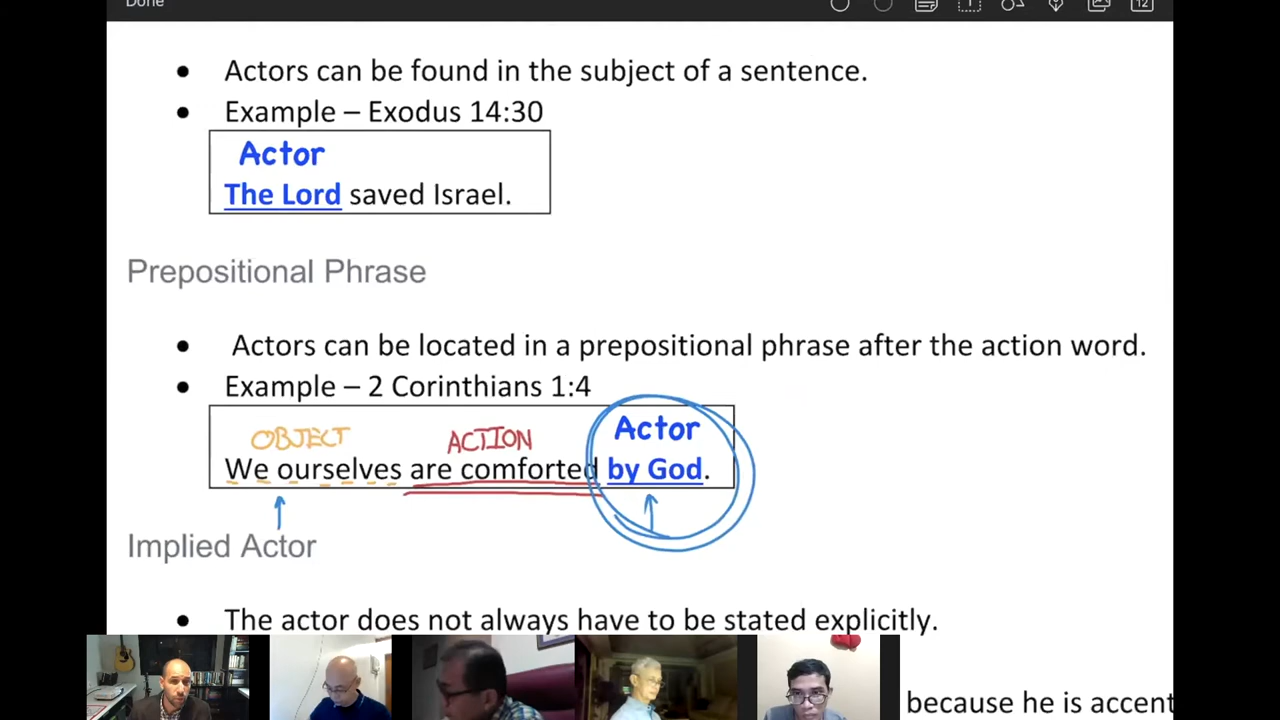 Done
12
• Actors can be found in the subject of a sentence.
• Example – Exodus 14:30
Actor
The Lord saved Israel.
Prepositional Phrase
• Actors can be located in a prepositional phrase after the action word.
• Example – 2 Corinthians 1:4
OBJECT ACTION Actor
We ourselves are comforted by God.
Implied Actor
• The actor does not always have to be stated explicitly.
because he is accent